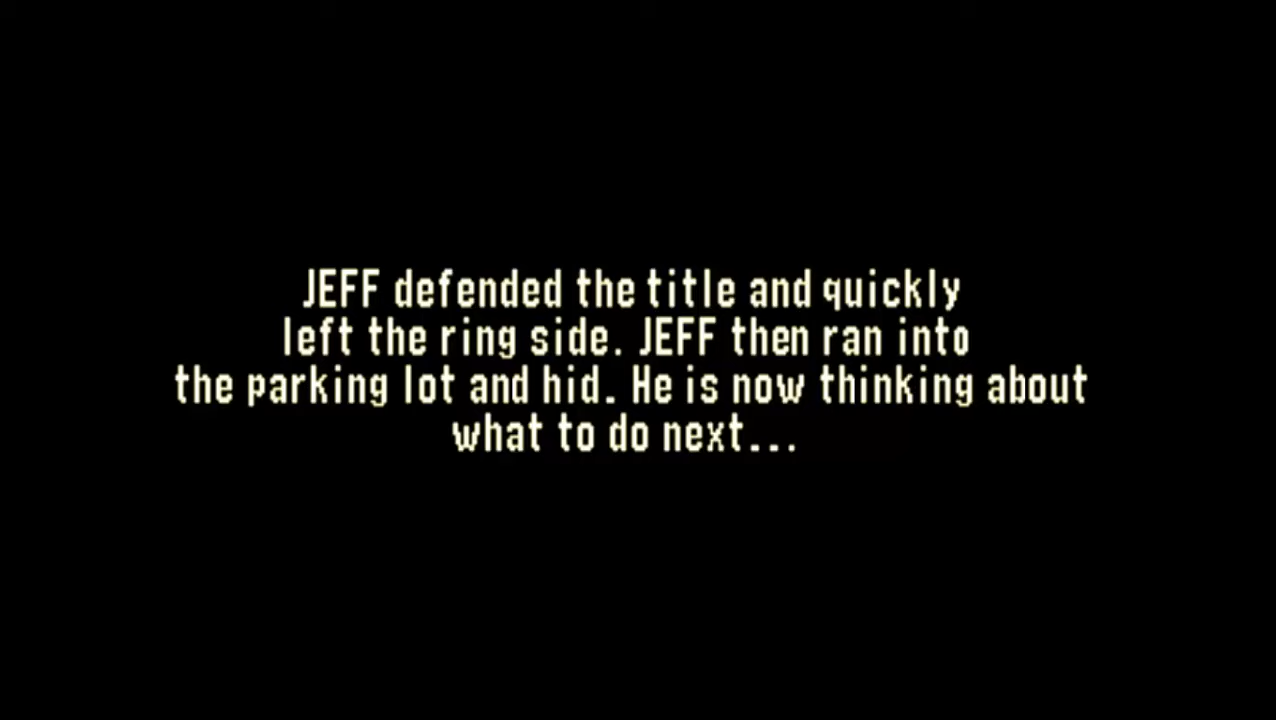 JEFF defended the title and quickly
left the ring side. JEFF then ran into
the parking lot and hid. He is now thinking about
what to do next...